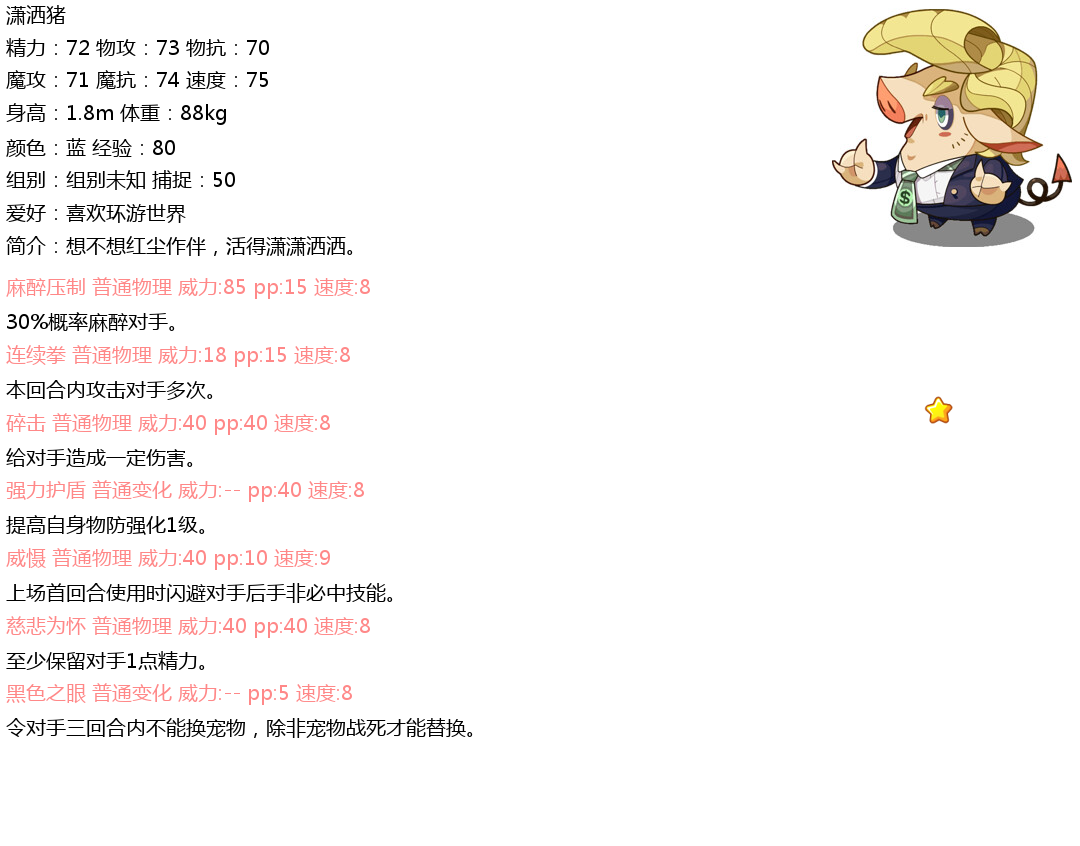 潇洒猪
精力：72 物攻：73 物抗：70
魔攻：71 魔抗：74 速度：75
身高：1.8m 体重：88kg
颜色：蓝 经验：80
组别：组别未知 捕捉：50
爱好：喜欢环游世界
简介：想不想红尘作伴，活得潇潇洒洒。
麻醉压制 普通物理 威力:85 pp:15 速度:8
30%概率麻醉对手。
连续拳 普通物理 威力:18 pp:15 速度:8
本回合内攻击对手多次。
碎击 普通物理 威力:40 pp:40 速度:8
给对手造成一定伤害。
强力护盾 普通变化 威力:-- pp:40 速度:8
提高自身物防强化1级。
威慑 普通物理 威力:40 pp:10 速度:9
上场首回合使用时闪避对手后手非必中技能。
慈悲为怀 普通物理 威力:40 pp:40 速度:8
至少保留对手1点精力。
黑色之眼 普通变化 威力:-- pp:5 速度:8
令对手三回合内不能换宠物，除非宠物战死才能替换。
$